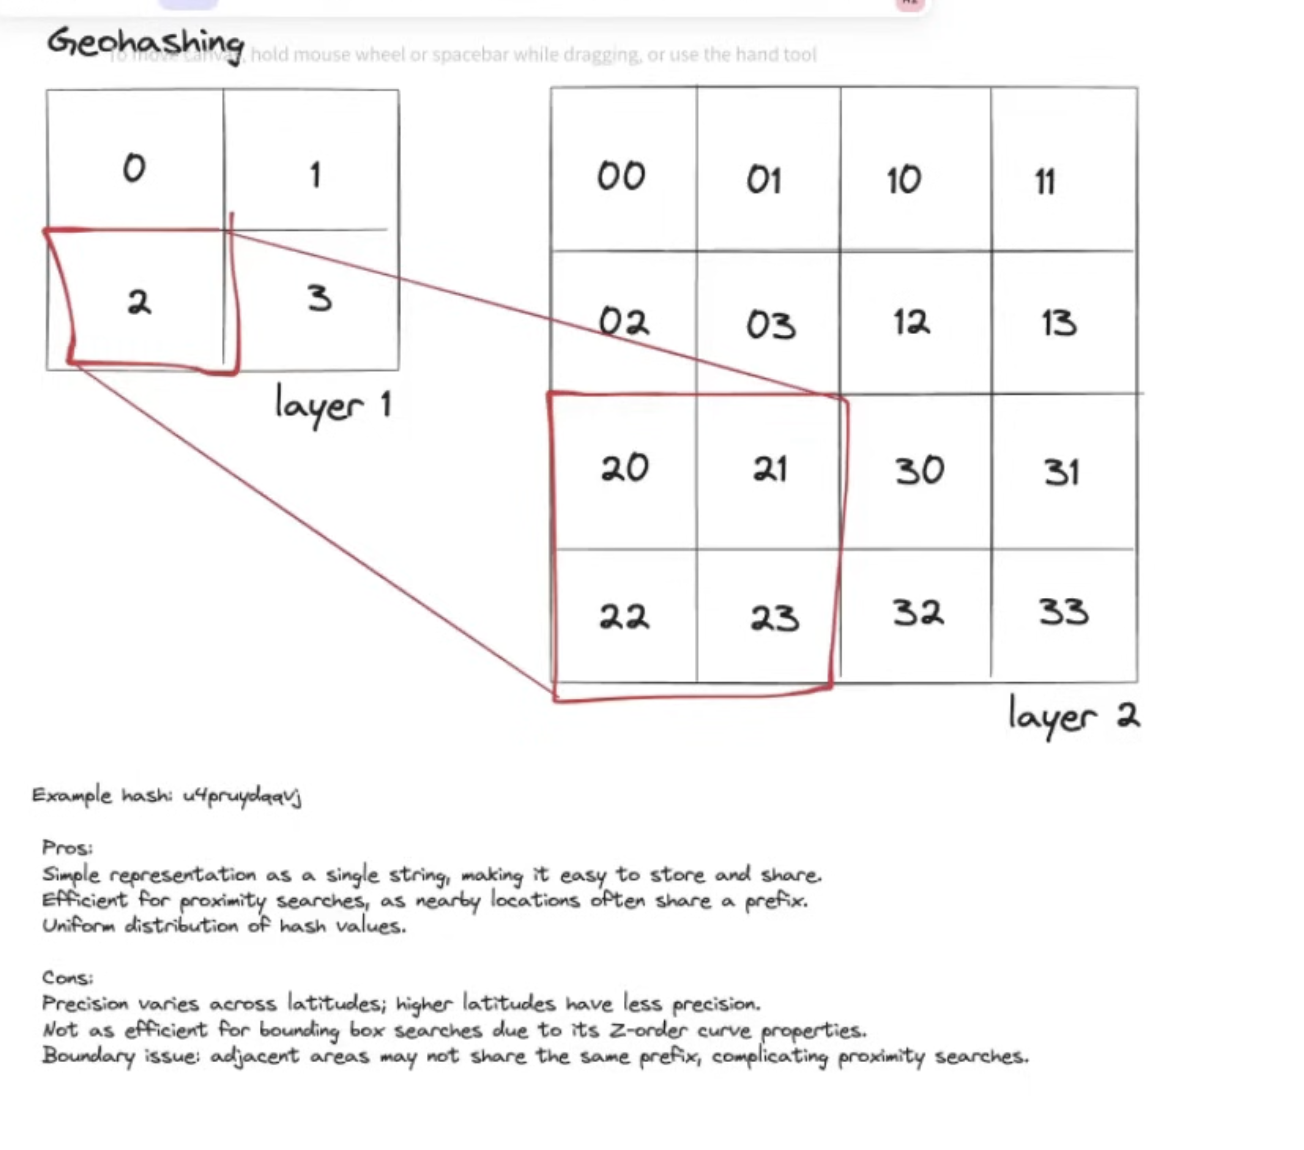 Geohashing
To move canvas, hold mouse wheel or spacebar while dragging, or use the hand tool
0 1
2 3
layer 1
00 01 10 11
02 03 12 13
20 21 30 31
22 23 32 33
layer 2
Example hash: u4pruydqqvj
Pros:
Simple representation as a single string, making it easy to store and share.
Efficient for proximity searches, as nearby locations often share a prefix.
Uniform distribution of hash values.
Cons:
Precision varies across latitudes; higher latitudes have less precision.
Not as efficient for bounding box searches due to its Z-order curve properties.
Boundary issue: adjacent areas may not share the same prefix, complicating proximity searches.